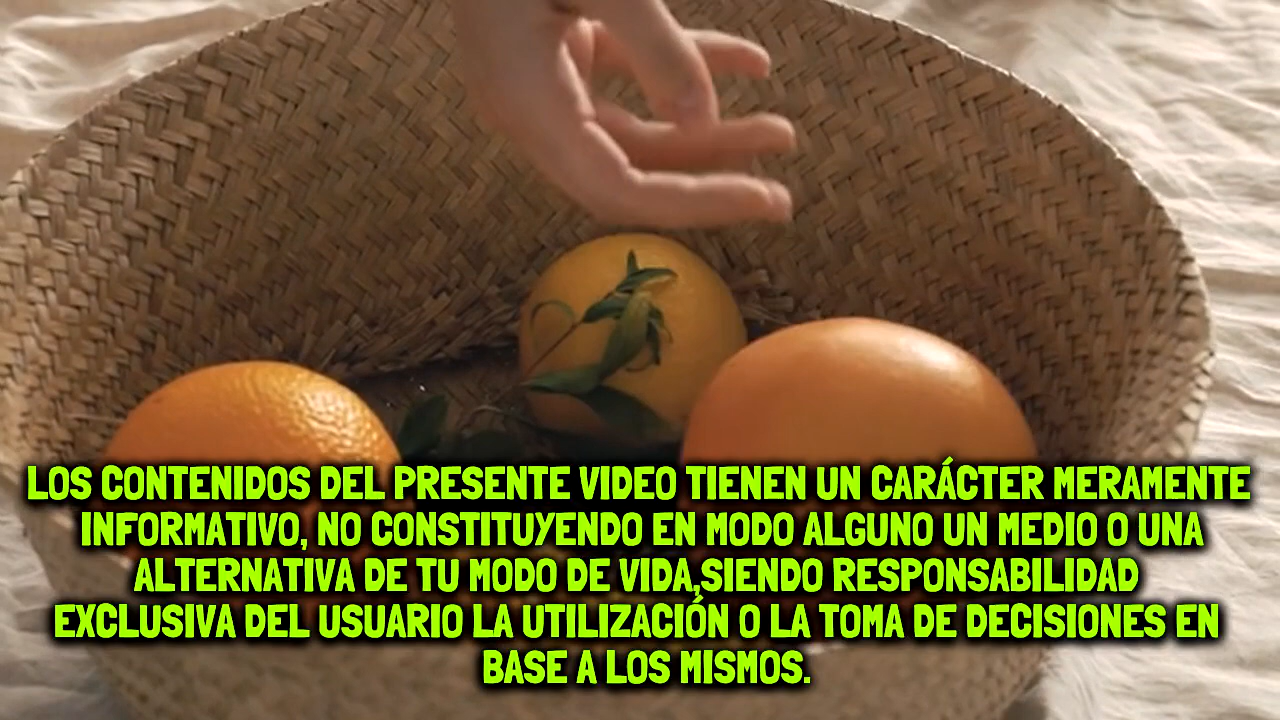 LOS CONTENIDOS DEL PRESENTE VIDEO TIENEN UN CARÁCTER MERAMENTE
INFORMATIVO, NO CONSTITUYENDO EN MODO ALGUNO UN MEDIO O UNA
ALTERNATIVA DE TU MODO DE VIDA,SIENDO RESPONSABILIDAD
EXCLUSIVA DEL USUARIO LA UTILIZACIÓN O LA TOMA DE DECISIONES EN
BASE A LOS MISMOS.